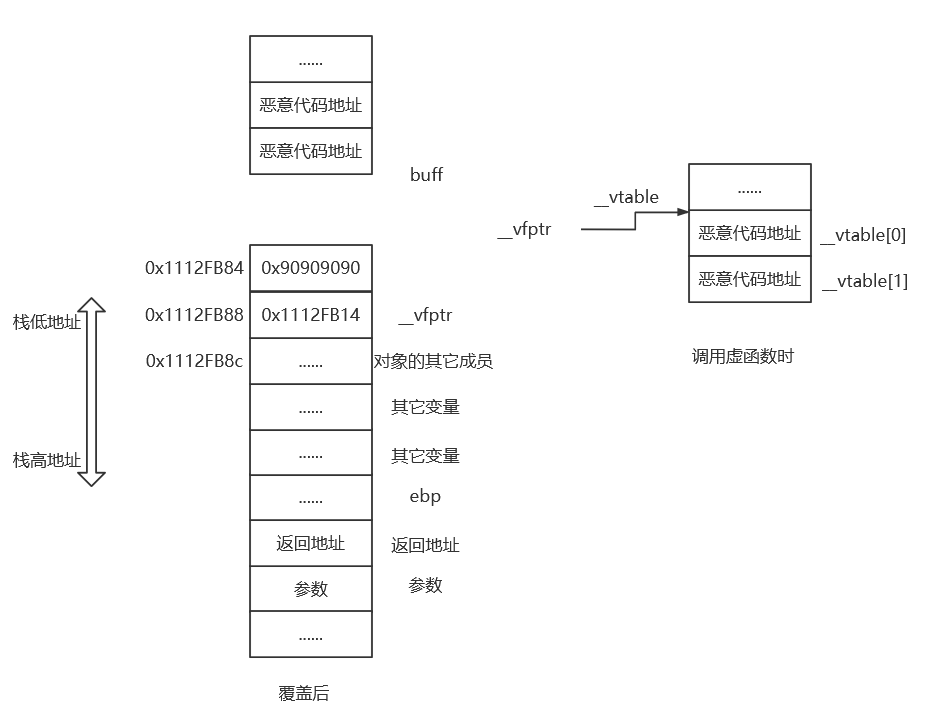 ......
恶意代码地址
恶意代码地址
buff
0x1112FB84 0x90909090
栈低地址
0x1112FB88 0x1112FB14 __vfptr
0x1112FB8c ...... 对象的其它成员
...... 其它变量
...... 其它变量
栈高地址
...... ebp
返回地址 返回地址
参数 参数
......
覆盖后
__vfptr
__vtable
......
恶意代码地址 __vtable[0]
恶意代码地址 __vtable[1]
调用虚函数时